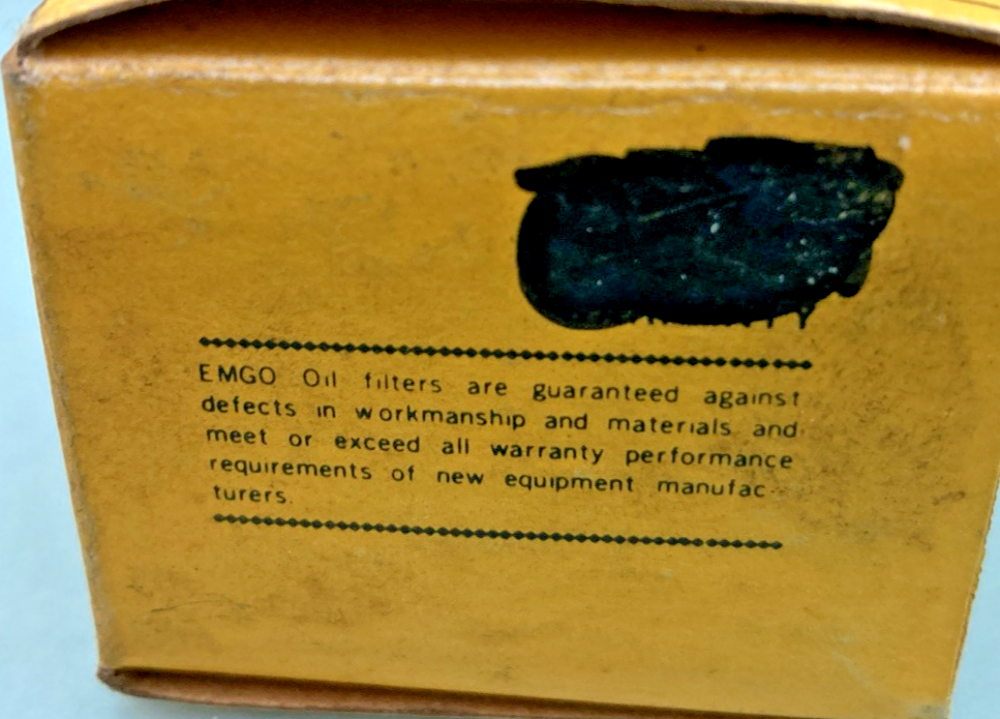 EMGO Oil filters are guaranteed against
defects in workmanship and materials and
meet or exceed all warranty performance
requirements of new equipment manufac-
turers.